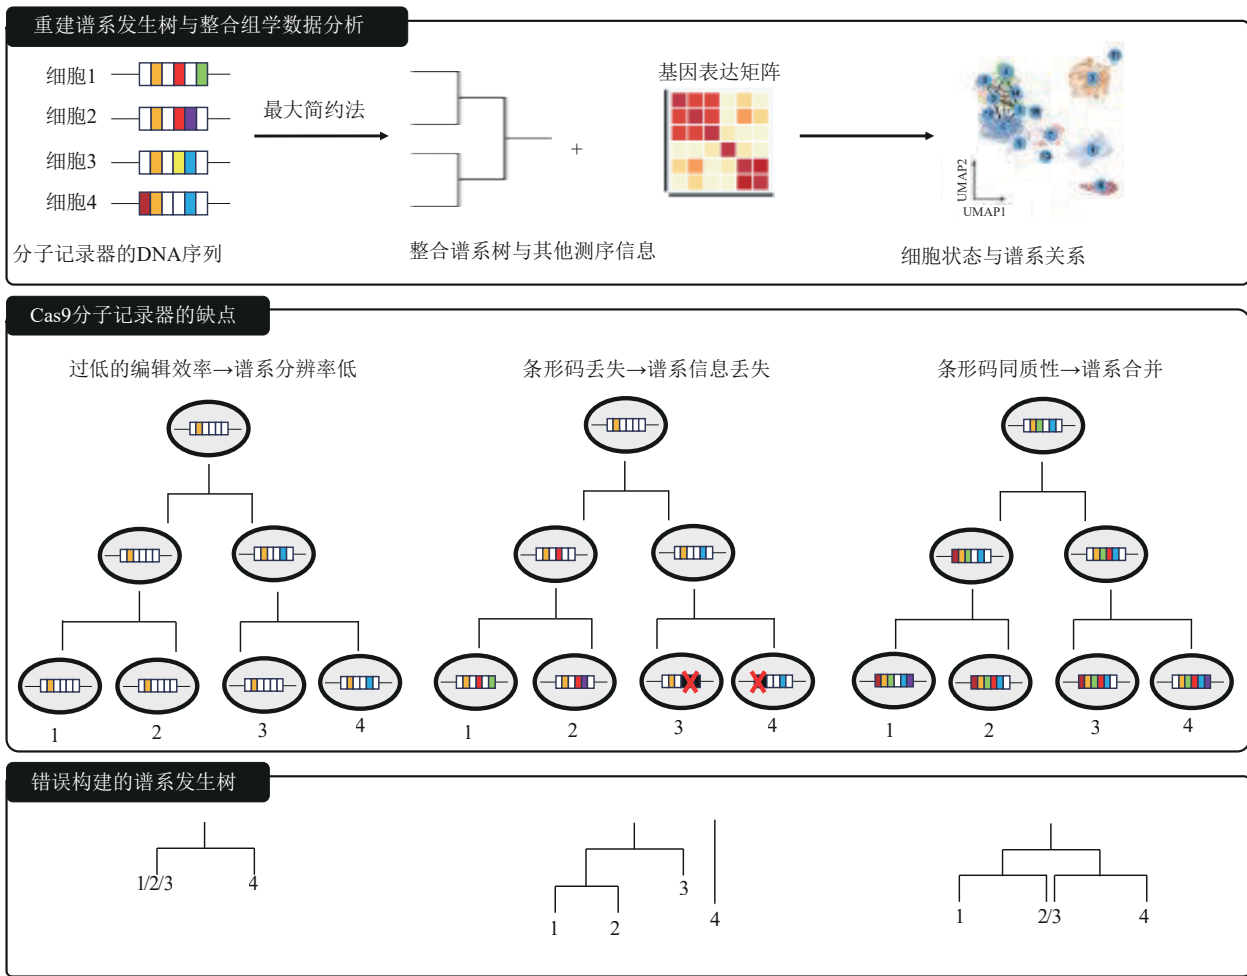 重建谱系发生树与整合组学数据分析
细胞1
细胞2
细胞3
细胞4
分子记录器的DNA序列
最大简约法
+
整合谱系树与其他测序信息
基因表达矩阵
UMAP2
UMAP1
细胞状态与谱系关系
Cas9分子记录器的缺点
过低的编辑效率→谱系分辨率低
条形码丢失→谱系信息丢失
条形码同质性→谱系合并
1
2
3
4
1
2
3
4
1
2
3
4
错误构建的谱系发生树
1/2/3
4
1
2
3
4
1
2/3
4